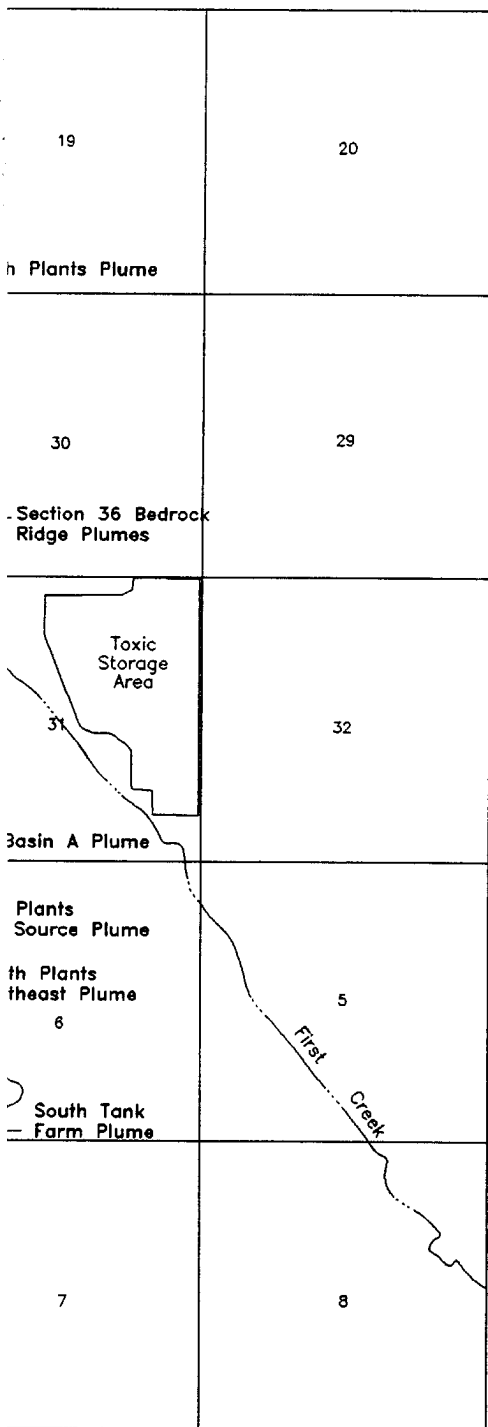 19
20
h Plants Plume
30
29
Section 36 Bedrock
Ridge Plumes
Toxic
Storage
Area
31
32
Basin A Plume
Plants
Source Plume
th Plants
theast Plume
6
5
First Creek
South Tank
Farm Plume
7
8